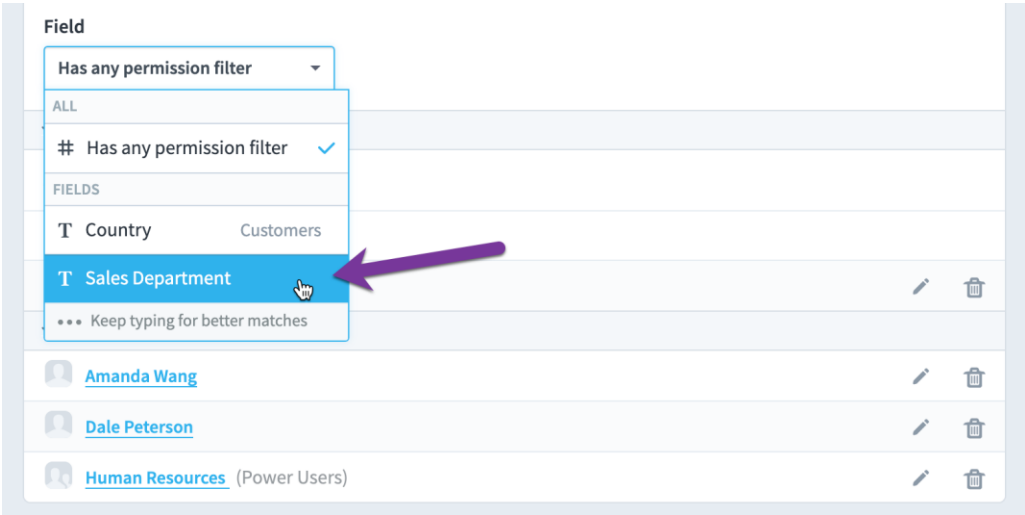 Field
Has any permission filter
ALL
# Has any permission filter
FIELDS
T Country Customers
T Sales Department
••• Keep typing for better matches
Amanda Wang
Dale Peterson
Human Resources (Power Users)